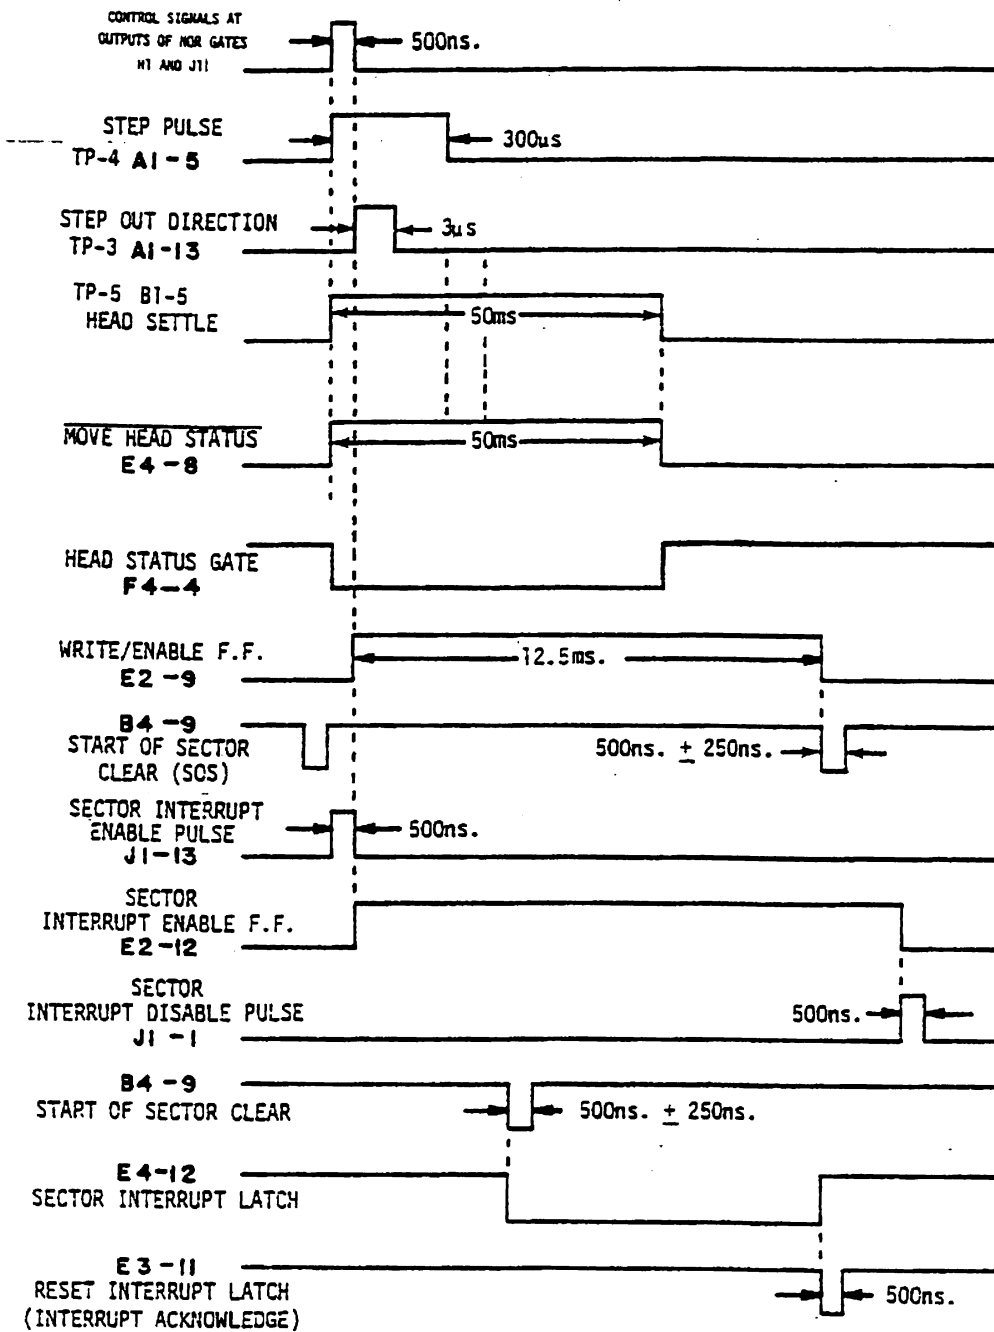 CONTROL SIGNALS AT
OUTPUTS OF NOR GATES
H1 AND J1!
500ns.
STEP PULSE
TP-4 A1-5
300us
STEP OUT DIRECTION
TP-3 A1-13
3us
TP-5 B1-5
HEAD SETTLE
50ms
MOVE HEAD STATUS
E4-8
50ms
HEAD STATUS GATE
F4-4
WRITE/ENABLE F.F.
E2-9
12.5ms.
B4-9
START OF SECTOR
CLEAR (SOS)
500ns. ± 250ns.
SECTOR INTERRUPT
ENABLE PULSE
J1-13
500ns.
SECTOR
INTERRUPT ENABLE F.F.
E2-12
SECTOR
INTERRUPT DISABLE PULSE
J1-1
500ns.
B4-9
START OF SECTOR CLEAR
500ns. ± 250ns.
E4-12
SECTOR INTERRUPT LATCH
E3-11
RESET INTERRUPT LATCH
(INTERRUPT ACKNOWLEDGE)
500ns.